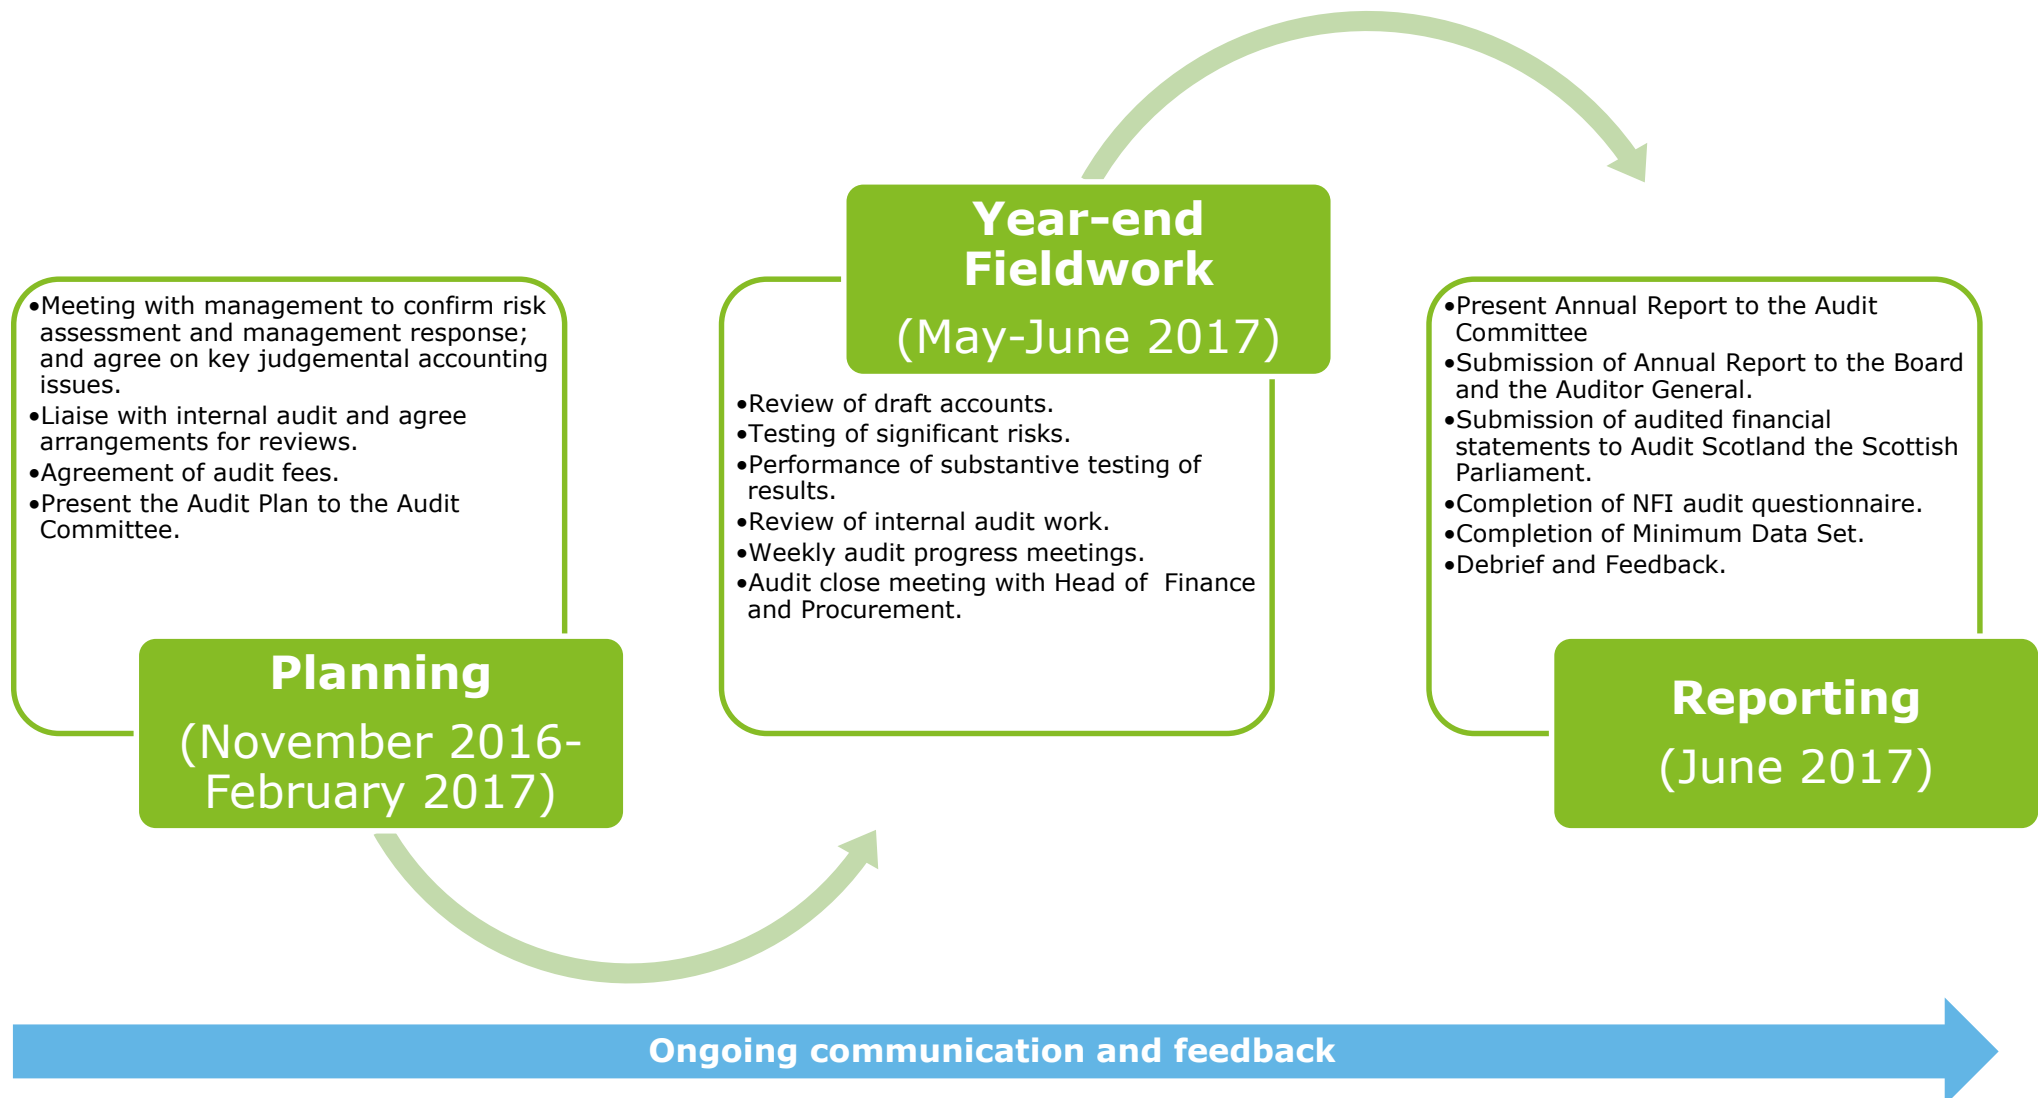 •Meeting with management to confirm risk
assessment and management response;
and agree on key judgemental accounting
issues.
•Liaise with internal audit and agree
arrangements for reviews.
•Agreement of audit fees.
•Present the Audit Plan to the Audit
Committee.
Planning
(November 2016-
February 2017)
Year-end
Fieldwork
(May-June 2017)
•Review of draft accounts.
•Testing of significant risks.
•Performance of substantive testing of
results.
•Review of internal audit work.
•Weekly audit progress meetings.
•Audit close meeting with Head of  Finance
and Procurement.
•Present Annual Report to the Audit
Committee
•Submission of Annual Report to the Board
and the Auditor General.
•Submission of audited financial
statements to Audit Scotland the Scottish
Parliament.
•Completion of NFI audit questionnaire.
•Completion of Minimum Data Set.
•Debrief and Feedback.
Reporting
(June 2017)
Ongoing communication and feedback